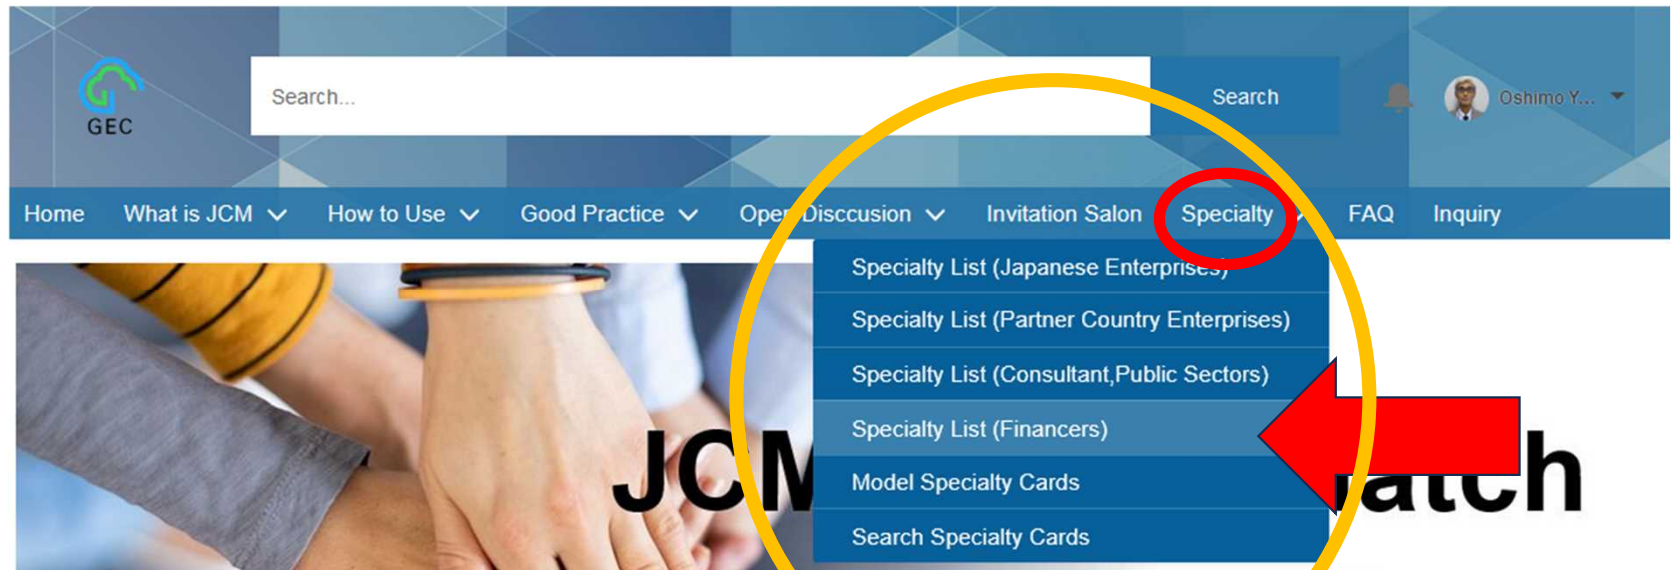 GEC
Search...
Search
Oshimo Y...
Home What is JCM How to Use Good Practice Open Disccusion Invitation Salon Specialty FAQ Inquiry
Specialty List (Japanese Enterprises)
Specialty List (Partner Country Enterprises)
Specialty List (Consultant,Public Sectors)
Specialty List (Financers)
Model Specialty Cards
Search Specialty Cards
JCM atch